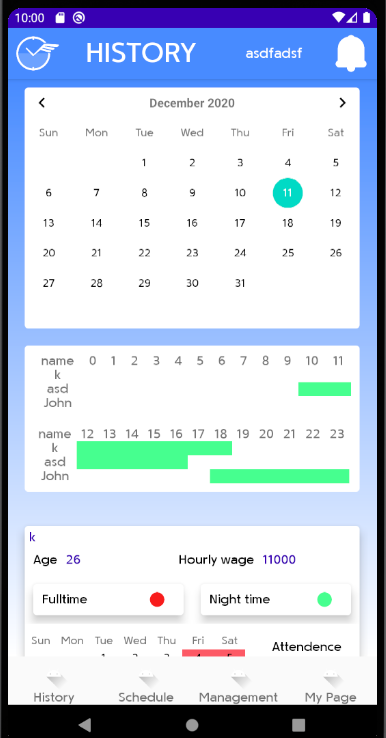 10:00
HISTORY asdfadsf
December 2020
Sun Mon Tue Wed Thu Fri Sat
1 2 3 4 5
6 7 8 9 10 11 12
13 14 15 16 17 18 19
20 21 22 23 24 25 26
27 28 29 30 31
name 0 1 2 3 4 5 6 7 8 9 10 11
k
asd
John
name 12 13 14 15 16 17 18 19 20 21 22 23
k
asd
John
k
Age 26 Hourly wage 11000
Fulltime Night time
Sun Mon Tue Wed Thu Fri Sat
Attendence
1 2 3 4 5
History Schedule Management My Page